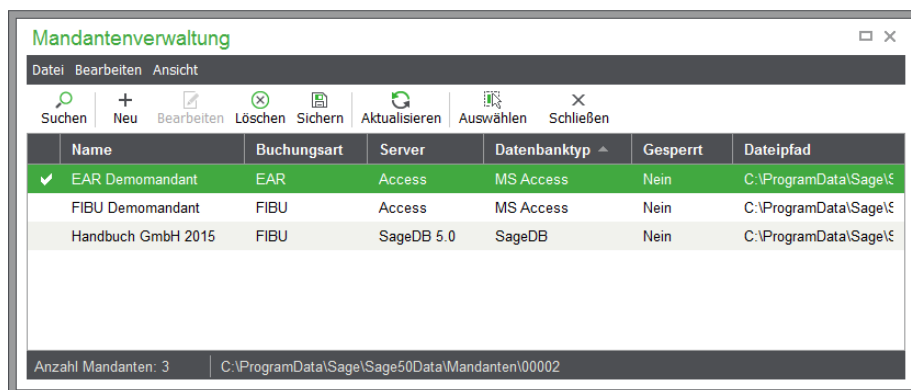 Mandantenverwaltung
Datei Bearbeiten Ansicht
Suchen Neu Bearbeiten Löschen Sichern Aktualisieren Auswählen Schließen
Name Buchungsart Server Datenbanktyp Gesperrt Dateipfad
EAR Demomandant EAR Access MS Access Nein C:\ProgramData\Sage\S
FIBU Demomandant FIBU Access MS Access Nein C:\ProgramData\Sage\S
Handbuch GmbH 2015 FIBU SageDB 5.0 SageDB Nein C:\ProgramData\Sage\S
Anzahl Mandanten: 3 C:\ProgramData\Sage\Sage50Data\Mandanten\00002